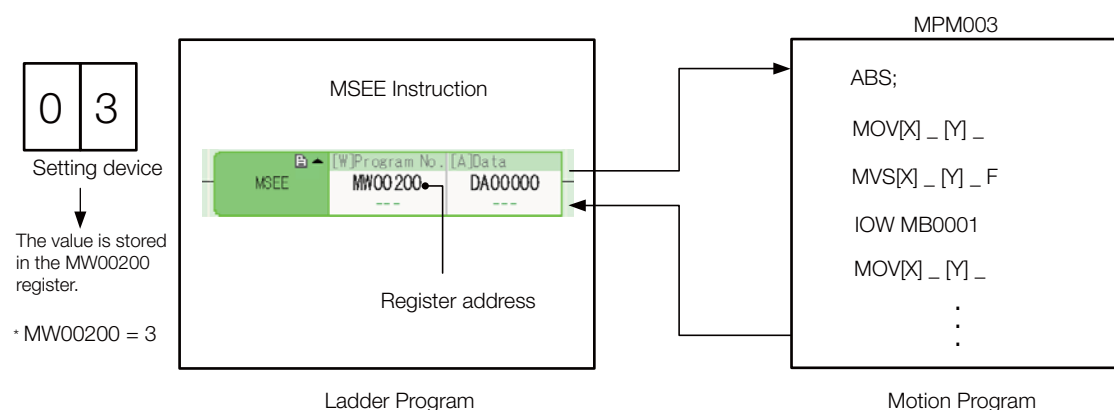 MPM003
0 3
Setting device
The value is stored
in the MW00200
register.
* MW00200 = 3
MSEE Instruction
MSEE
[W]Program No. [A]Data
MW00200 DA00000
--- ---
Register address
Ladder Program
ABS;
MOV[X] _ [Y] _
MVS[X] _ [Y] _ F
IOW MB0001
MOV[X] _ [Y] _
.
.
.
Motion Program